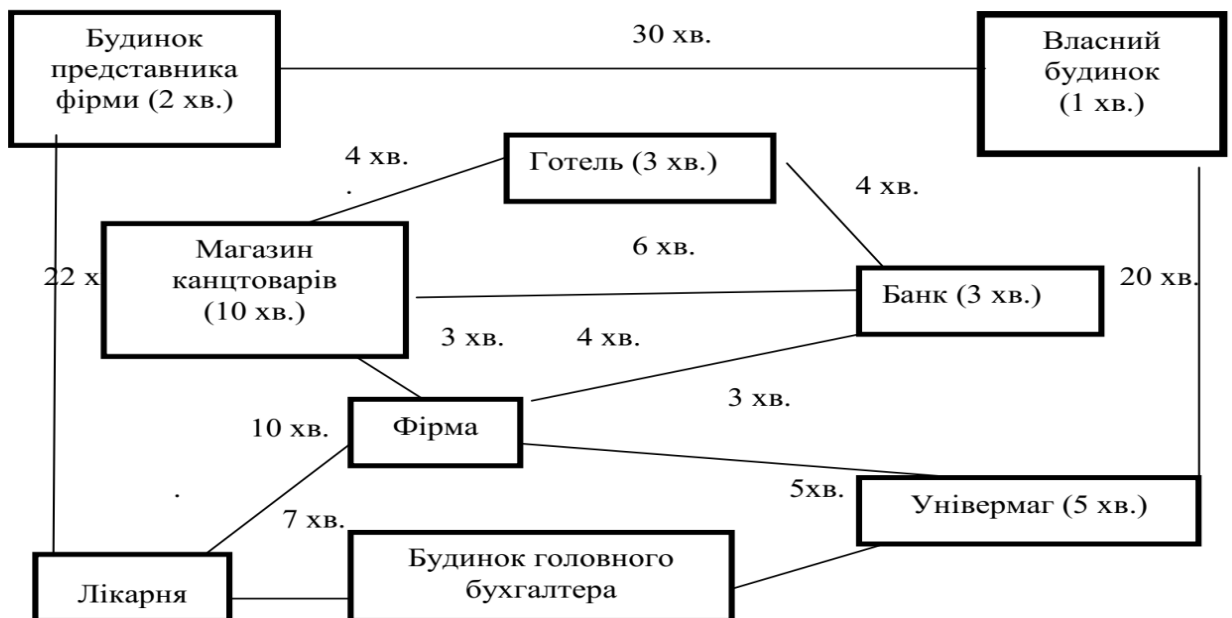 Будинок
представника
фірми (2 хв.)
30 хв.
Власний
будинок
(1 хв.)
4 хв.
.
Готель (3 хв.)
4 хв.
Магазин
канцтоварів
(10 хв.)
6 хв.
22 х
Банк (3 хв.)
20 хв.
3 хв.
4 хв.
3 хв.
10 хв.
Фірма
.
5хв.
Універмаг (5 хв.)
7 хв.
Будинок головного
бухгалтера
Лікарня